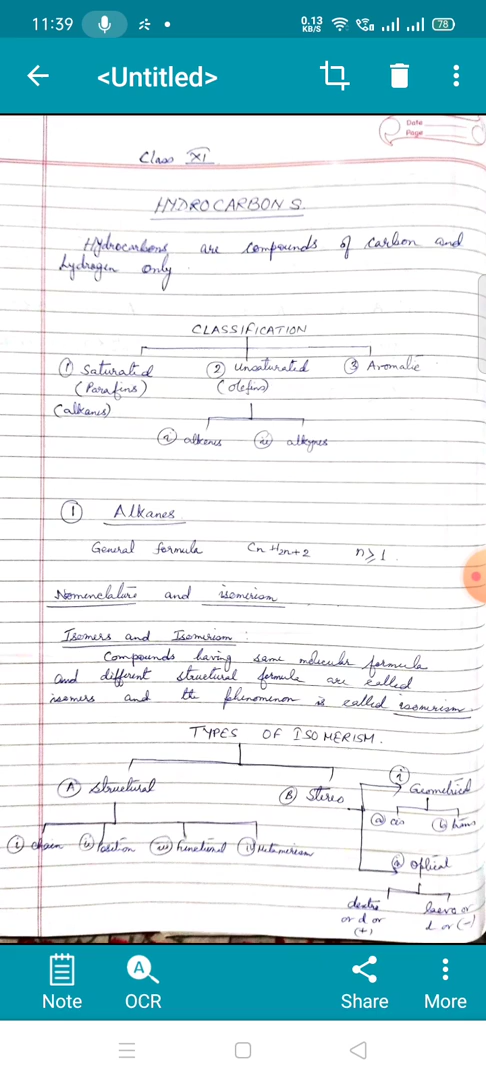 11:39
0.13 KB/S
78
<Untitled>
Date
Page
Class XI
HYDROCARBONS
Hydrocarbons are compounds of carbon and
hydrogen only
CLASSIFICATION
① Saturated ② Unsaturated ③ Aromatic
(Parafins) (Olefins)
(alkanes)
(i) alkenes (ii) alkynes
① Alkanes
General formula CnH2n+2 n≥1
Nomenclature and isomerism
Isomers and Isomerism:
Compounds having same molecular formula
and different structural formula are called
isomers and the phenomenon is called isomerism
TYPES OF ISOMERISM.
(A) Structural (B) Stereo (i) Geometrical
(a) cis (b) trans
(i) chain (ii) Position (iii) Functional (iv) Metamerism
optical
dextro laevo or
or d or l or (-)
(+)
Note OCR Share More